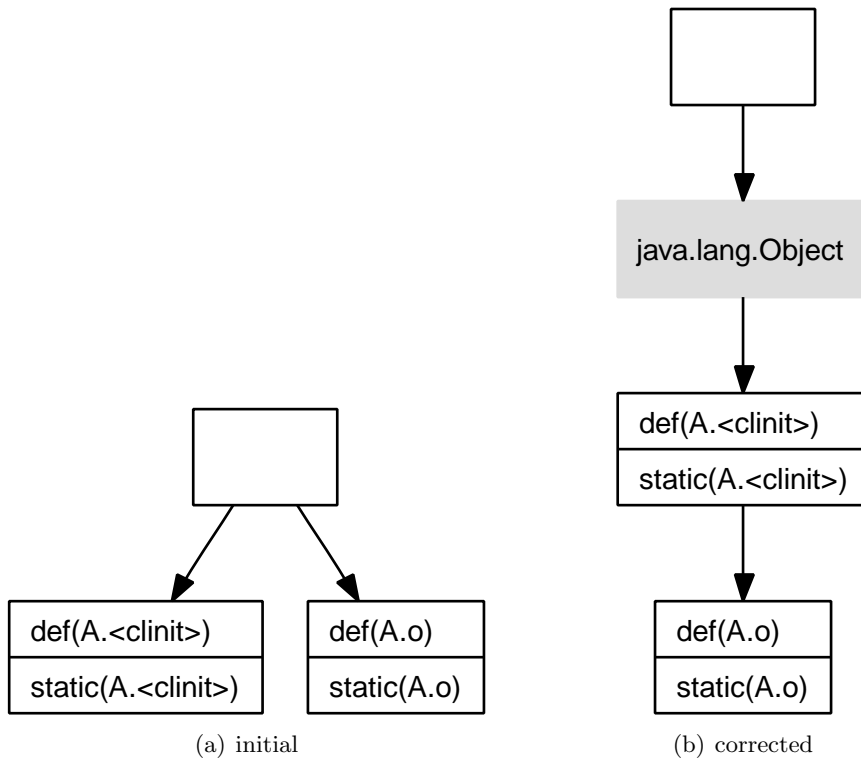 java.lang.Object
def(A.<clinit>)
static(A.<clinit>)
def(A.<clinit>)
static(A.<clinit>)
def(A.o)
static(A.o)
def(A.o)
static(A.o)
(a) initial
(b) corrected